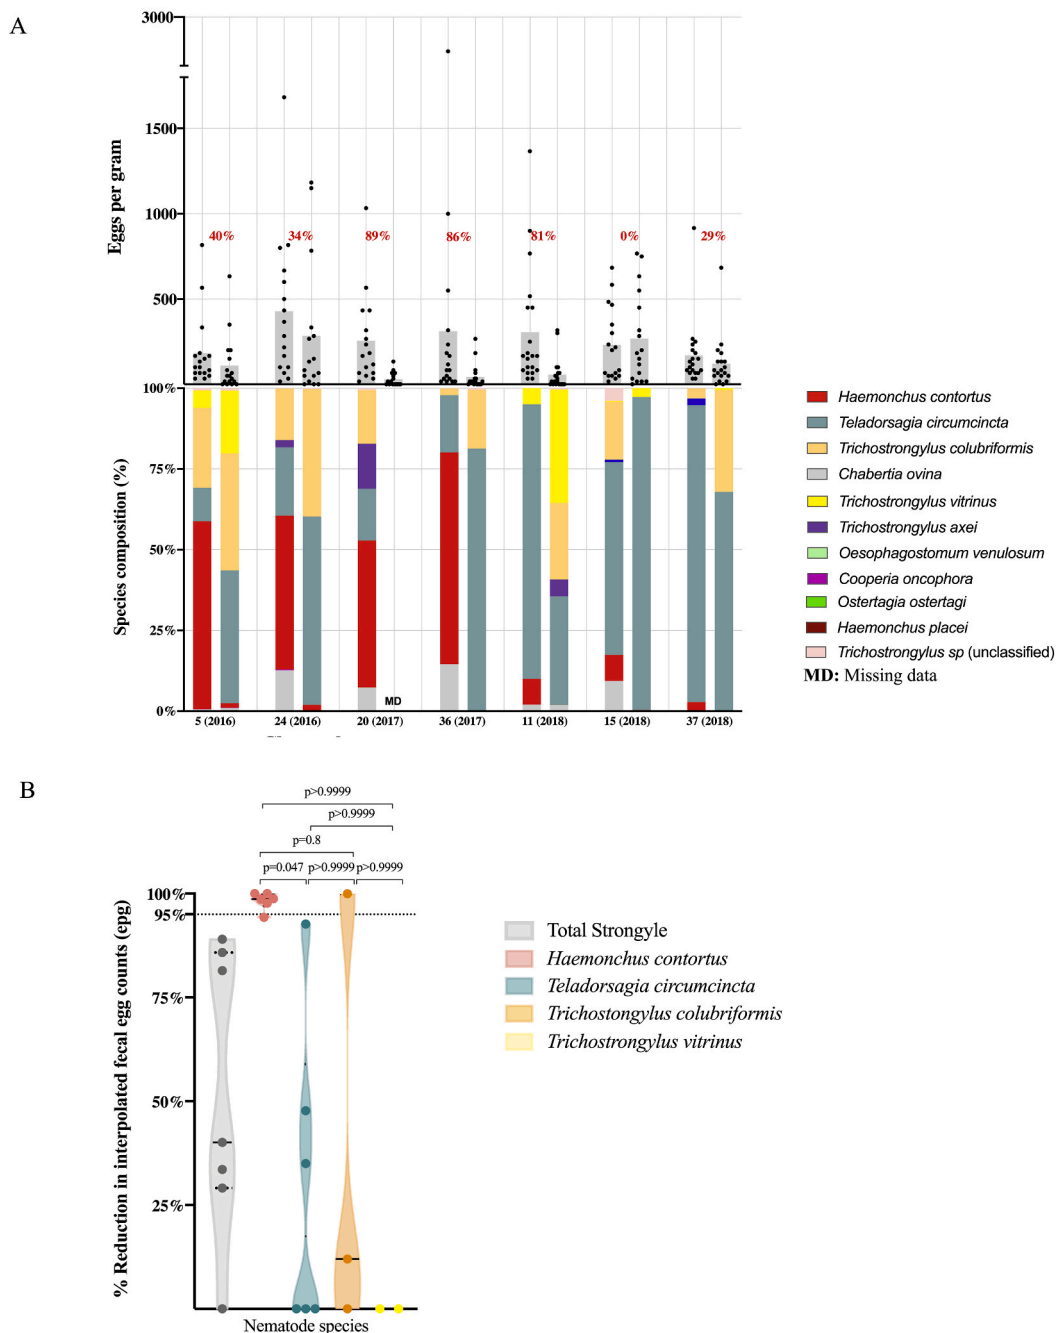 A
3000
1500
1000
500
Eggs per gram
40% 34% 89% 86% 81% 0% 29%
100%
75%
50%
25%
0%
Species composition (%)
MD
5 (2016) 24 (2016) 20 (2017) 36 (2017) 11 (2018) 15 (2018) 37 (2018)
Haemonchus contortus
Teladorsagia circumcincta
Trichostrongylus colubriformis
Chabertia ovina
Trichostrongylus vitrinus
Trichostrongylus axei
Oesophagostomum venulosum
Cooperia oncophora
Ostertagia ostertagi
Haemonchus placei
Trichostrongylus sp (unclassified)
MD: Missing data
B
p>0.9999
p>0.9999
p=0.8
p=0.047 p>0.9999 p>0.9999
100%
95%
75%
50%
25%
% Reduction in interpolated fecal egg counts (epg)
Nematode species
Total Strongyle
Haemonchus contortus
Teladorsagia circumcincta
Trichostongylus colubriformis
Trichostrongylus vitrinus